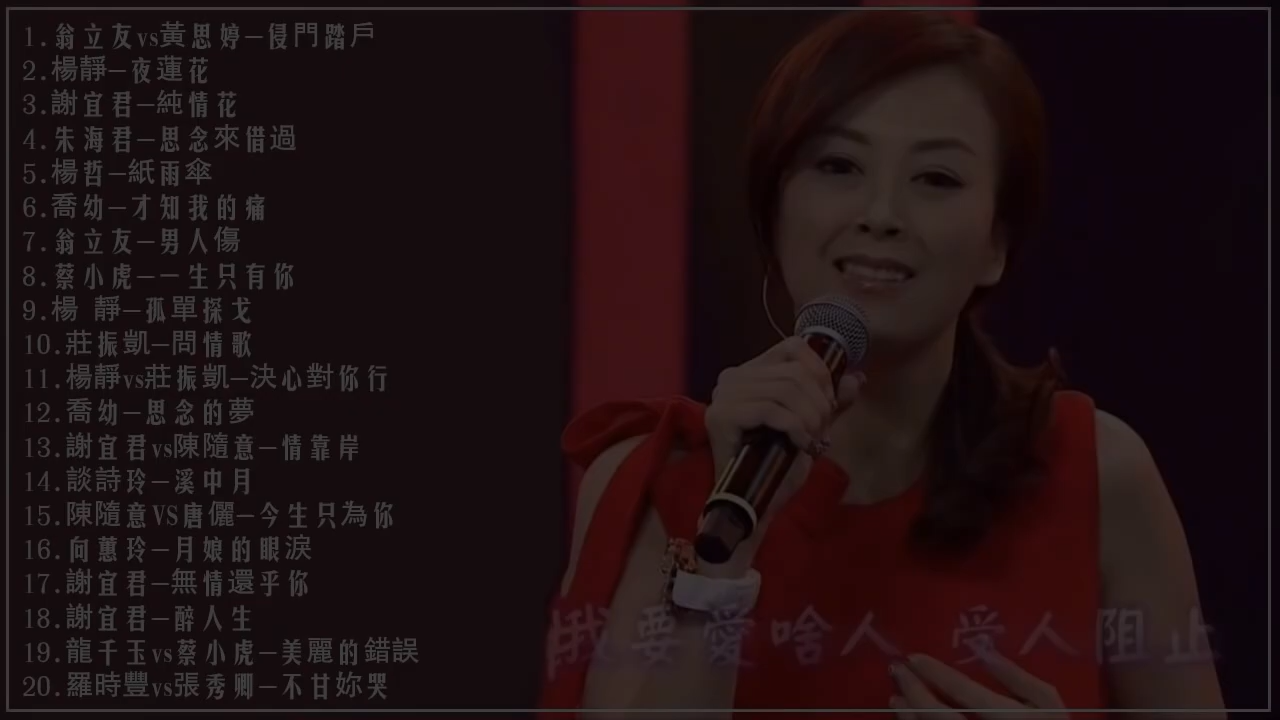 1.翁立友vs黃思婷—侵門踏戶
2.楊靜—夜蓮花
3.謝宜君—純情花
4.朱海君—思念來借過
5.楊哲—紙雨傘
6.喬幼—才知我的痛
7.翁立友—男人傷
8.蔡小虎—一生只有你
9.楊 靜—孤單探戈
10.莊振凱—問情歌
11.楊靜vs莊振凱—決心對你行
12.喬幼—思念的夢
13.謝宜君vs陳隨意—情靠岸
14.談詩玲—溪中月
15.陳隨意VS唐儷—今生只為你
16.向蕙玲—月娘的眼淚
17.謝宜君—無情還乎你
18.謝宜君—醉人生
19.龍千玉vs蔡小虎—美麗的錯誤
20.羅時豐vs張秀卿—不甘妳哭
我要愛啥人 受人阻止